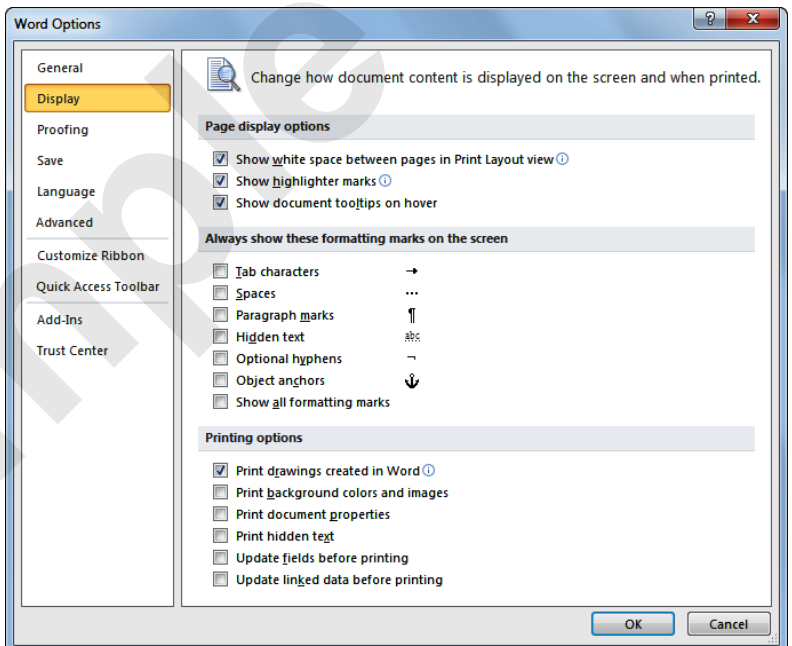 Word Options
General
Display
Proofing
Save
Language
Advanced
Customize Ribbon
Quick Access Toolbar
Add-Ins
Trust Center
Change how document content is displayed on the screen and when printed.
Page display options
Show white space between pages in Print Layout view
Show highlighter marks
Show document tooltips on hover
Always show these formatting marks on the screen
Tab characters →
Spaces ...
Paragraph marks ¶
Hidden text abc
Optional hyphens ¬
Object anchors
Show all formatting marks
Printing options
Print drawings created in Word
Print background colors and images
Print document properties
Print hidden text
Update fields before printing
Update linked data before printing
OK Cancel